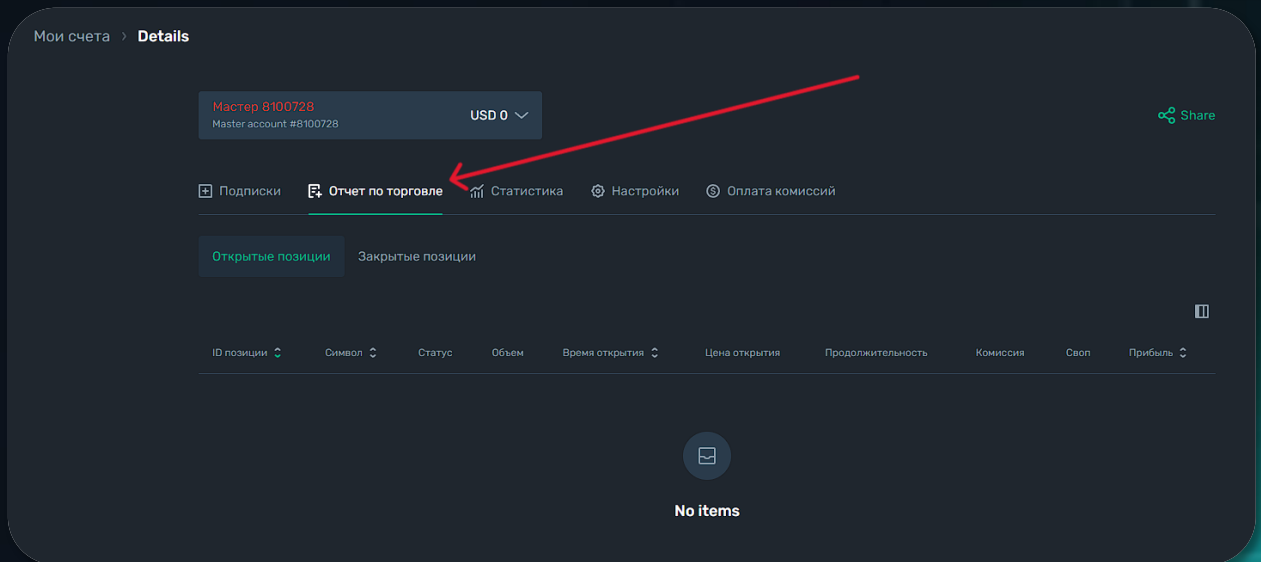 Мои счета › Details
Мастер 8100728
Master account #8100728
USD 0
Share
Подписки
Отчет по торговле
Статистика
Настройки
Оплата комиссий
Открытые позиции
Закрытые позиции
ID позиции
Символ
Статус
Объем
Время открытия
Цена открытия
Продолжительность
Комиссия
Своп
Прибыль
No items